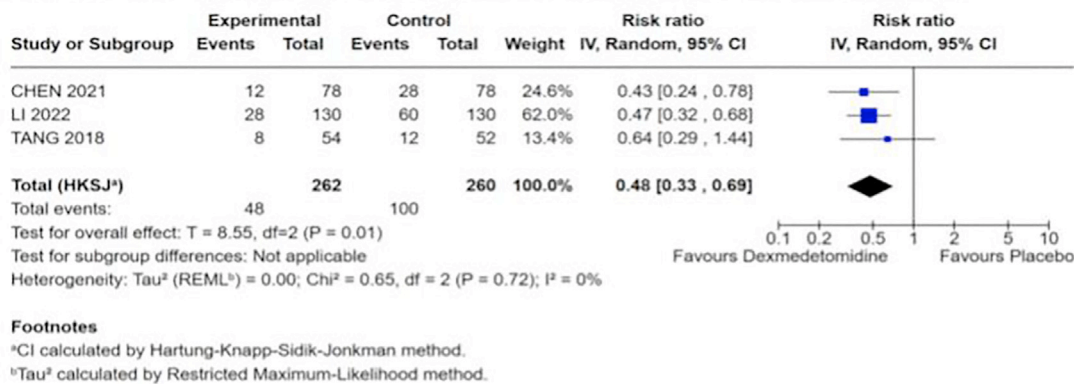 Experimental Control Risk ratio Risk ratio
Study or Subgroup Events Total Events Total Weight IV, Random, 95% CI IV, Random, 95% CI
CHEN 2021 12 78 28 78 24.6% 0.43 [0.24 , 0.78]
LI 2022 28 130 60 130 62.0% 0.47 [0.32 , 0.68]
TANG 2018 8 54 12 52 13.4% 0.64 [0.29 , 1.44]
Total (HKSJᵃ) 262 260 100.0% 0.48 [0.33 , 0.69]
Total events: 48 100
Test for overall effect: T = 8.55, df=2 (P = 0.01)
0.1 0.2 0.5 1 2 5 10
Test for subgroup differences: Not applicable
Favours Dexmedetomidine Favours Placebo
Heterogeneity: Tau² (REMLᵇ) = 0.00; Chi² = 0.65, df = 2 (P = 0.72); I² = 0%
Footnotes
ᵃCI calculated by Hartung-Knapp-Sidik-Jonkman method.
ᵇTau² calculated by Restricted Maximum-Likelihood method.